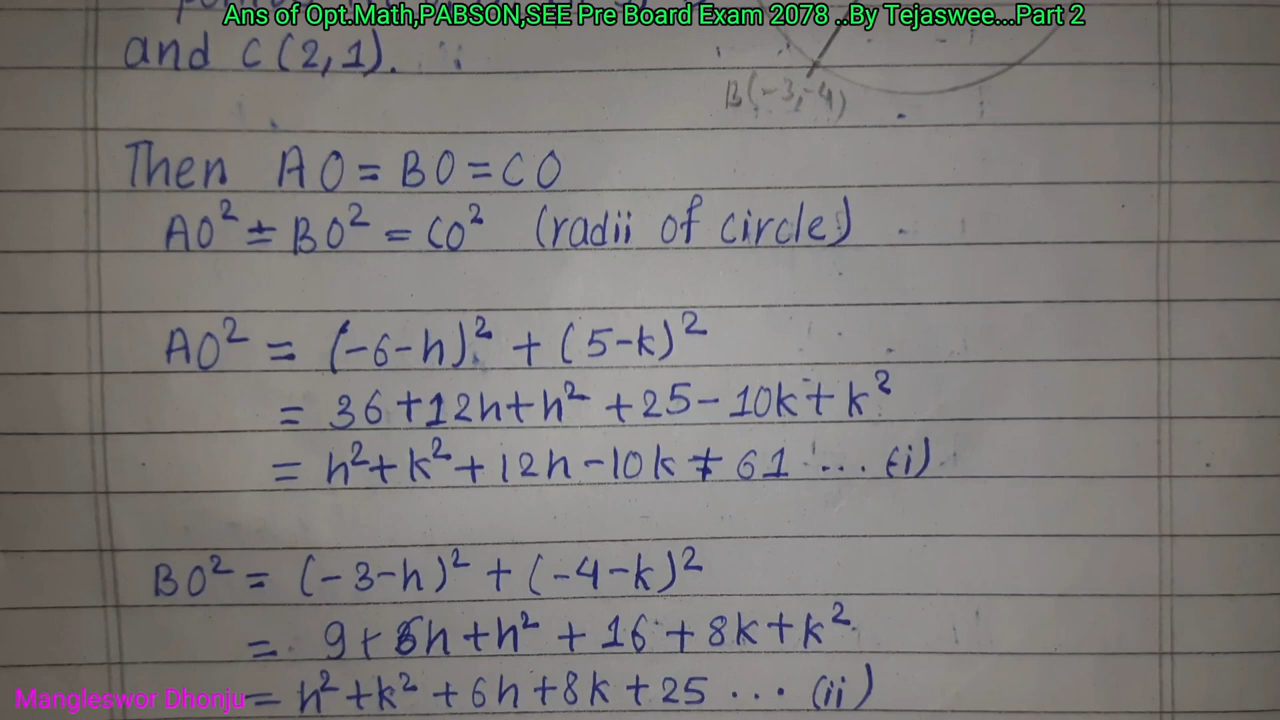 Ans of Opt.Math,PABSON,SEE Pre Board Exam 2078 ..By Tejaswee...Part 2
and C(2,1).
B(-3,-4)
Then AO = BO = CO
AO² = BO² = CO² (radii of circle)
AO² = (-6-h)² + (5-k)²
= 36+12h+h² +25-10k+k²
= h²+k²+12h-10k+61 ... (i)
BO² = (-3-h)² + (-4-k)²
= 9+6h+h² + 16 + 8k+k²
= h²+k² +6h+8k+25 ... (ii)
Mangleswor Dhonju